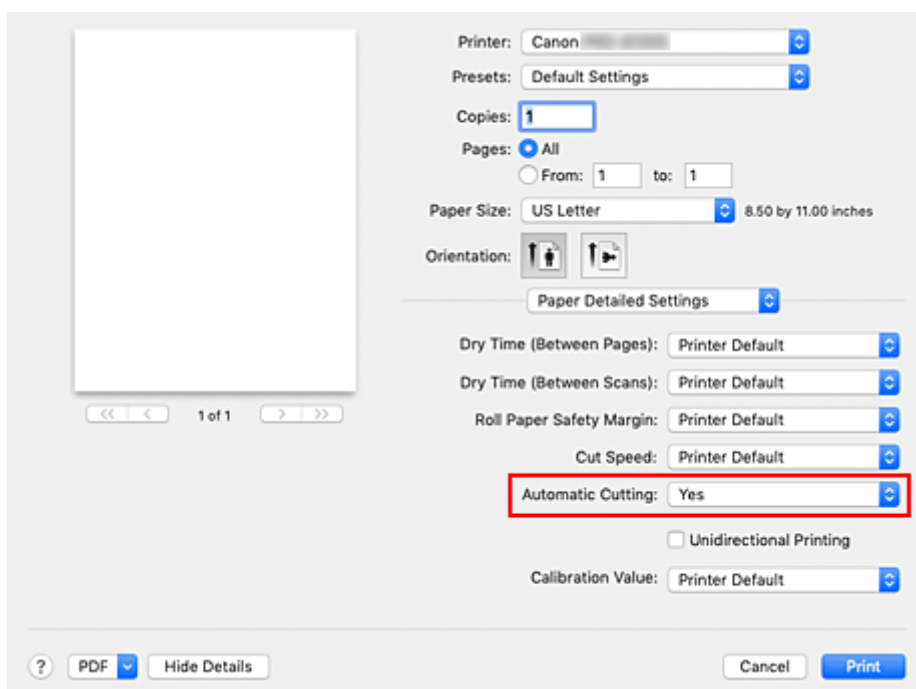 Printer: Canon
Presets: Default Settings
Copies: 1
Pages: All
From: 1 to: 1
Paper Size: US Letter 8.50 by 11.00 inches
Orientation:
Paper Detailed Settings
Dry Time (Between Pages): Printer Default
Dry Time (Between Scans): Printer Default
<< < 1 of 1 > >>
Roll Paper Safety Margin: Printer Default
Cut Speed: Printer Default
Automatic Cutting: Yes
Unidirectional Printing
Calibration Value: Printer Default
? PDF Hide Details Cancel Print